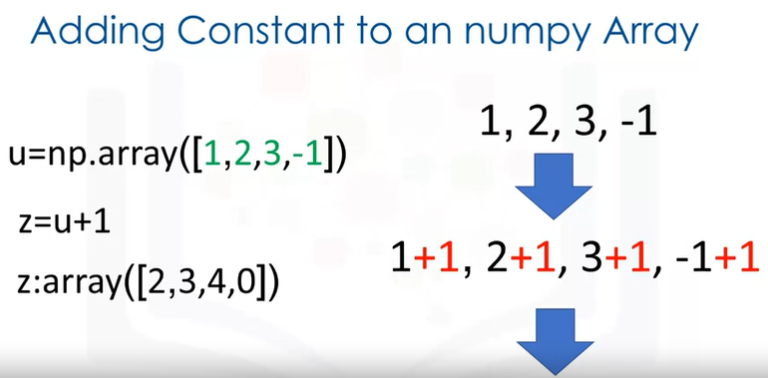 Adding Constant to an numpy Array
u=np.array([1,2,3,-1])
z=u+1
z:array([2,3,4,0])
1, 2, 3, -1
1+1, 2+1, 3+1, -1+1